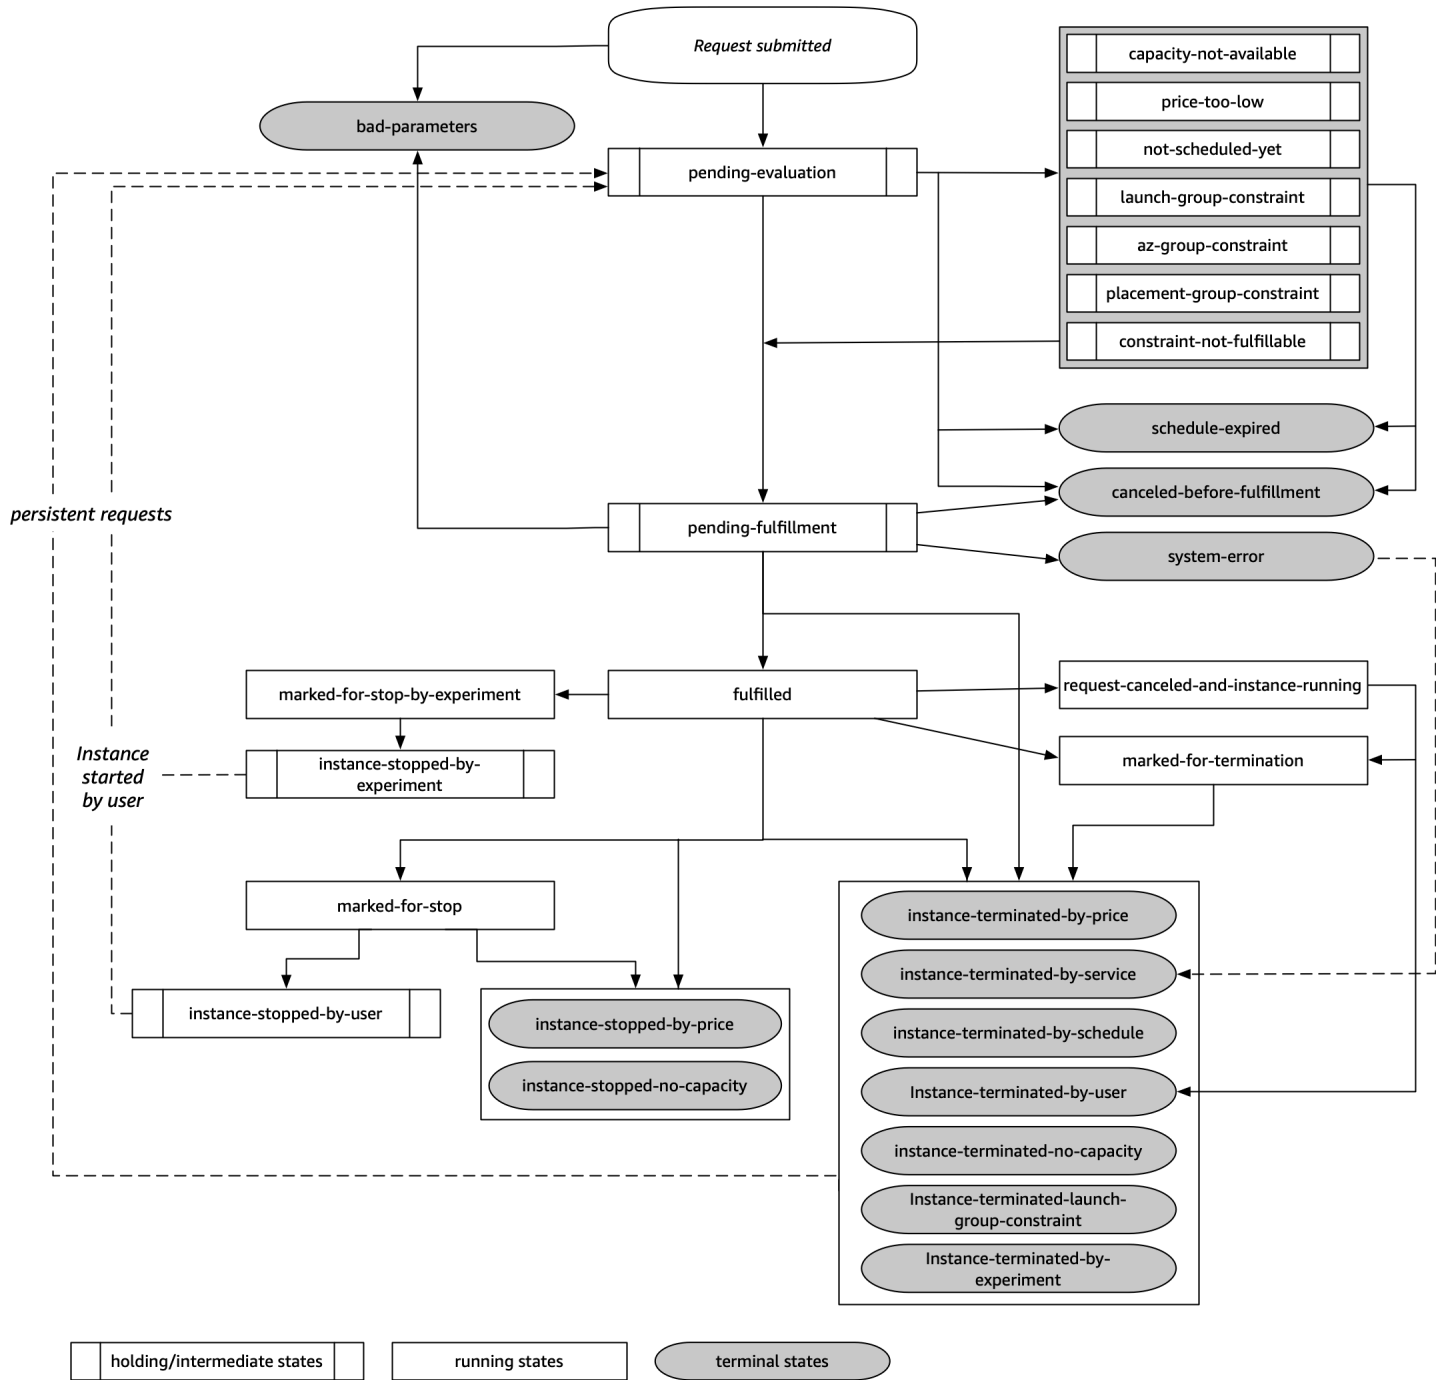 Request submitted
capacity-not-available
price-too-low
bad-parameters
not-scheduled-yet
pending-evaluation
launch-group-constraint
az-group-constraint
placement-group-constraint
constraint-not-fulfillable
schedule-expired
canceled-before-fulfillment
persistent requests
pending-fulfillment
system-error
marked-for-stop-by-experiment
fulfilled
request-canceled-and-instance-running
Instance
started
by user
instance-stopped-by-
experiment
marked-for-termination
marked-for-stop
instance-terminated-by-price
instance-terminated-by-service
instance-stopped-by-user
instance-stopped-by-price
instance-terminated-by-schedule
instance-stopped-no-capacity
Instance-terminated-by-user
instance-terminated-no-capacity
Instance-terminated-launch-
group-constraint
Instance-terminated-by-
experiment
holding/intermediate states
running states
terminal states